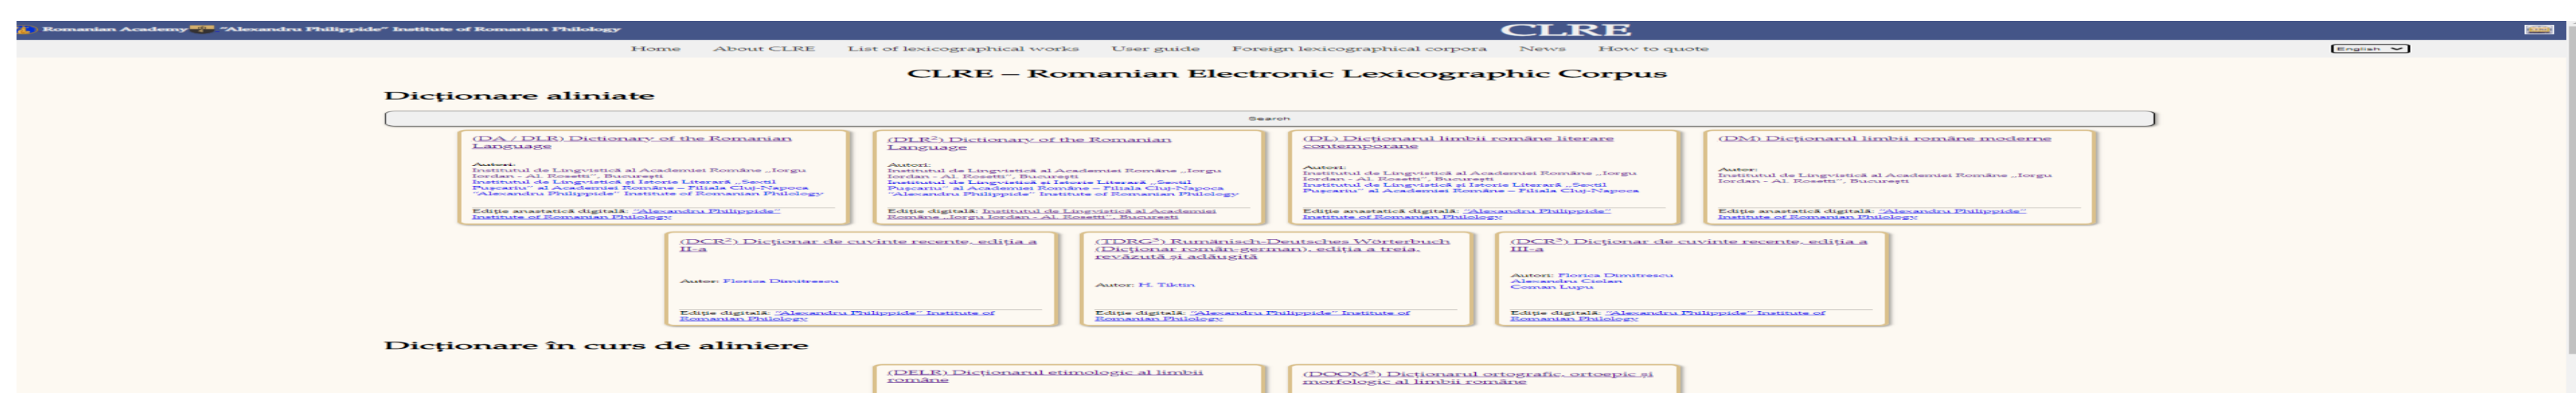 Romanian Academy "Alexandru Philippide" Institute of Romanian Philology
CLRE
Home About CLRE List of lexicographical works User guide Foreign lexicographical corpora News How to quote
English
CLRE – Romanian Electronic Lexicographic Corpus
Dicționare aliniate
Search
(DA / DLR) Dictionary of the Romanian
Language
Autori:
Institutul de Lingvistică al Academiei Române „Iorgu
Iordan - Al. Rosetti”, București
Institutul de Lingvistică și Istorie Literară „Sextil
Pușcariu” al Academiei Române – Filiala Cluj-Napoca
"Alexandru Philippide" Institute of Romanian Philology
Ediție anastatică digitală: "Alexandru Philippide"
Institute of Romanian Philology
(DLR²) Dictionary of the Romanian
Language
Autori:
Institutul de Lingvistică al Academiei Române „Iorgu
Iordan - Al. Rosetti”, București
Institutul de Lingvistică și Istorie Literară „Sextil
Pușcariu” al Academiei Române – Filiala Cluj-Napoca
"Alexandru Philippide" Institute of Romanian Philology
Ediție digitală: Institutul de Lingvistică al Academiei
Române „Iorgu Iordan - Al. Rosetti”, București
(DL) Dicționarul limbii române literare
contemporane
Autori:
Institutul de Lingvistică al Academiei Române „Iorgu
Iordan - Al. Rosetti”, București
Institutul de Lingvistică și Istorie Literară „Sextil
Pușcariu” al Academiei Române – Filiala Cluj-Napoca
Ediție anastatică digitală: "Alexandru Philippide"
Institute of Romanian Philology
(DM) Dicționarul limbii române moderne
Autor:
Institutul de Lingvistică al Academiei Române „Iorgu
Iordan - Al. Rosetti”, București
Ediție anastatică digitală: "Alexandru Philippide"
Institute of Romanian Philology
(DCR²) Dicționar de cuvinte recente, ediția a
II-a
Autor: Florica Dimitrescu
Ediție digitală: "Alexandru Philippide" Institute of
Romanian Philology
(TDRG³) Rumänisch-Deutsches Wörterbuch
(Dicționar român-german), ediția a treia,
revăzută și adăugită
Autor: H. Tiktin
Ediție digitală: "Alexandru Philippide" Institute of
Romanian Philology
(DCR³) Dicționar de cuvinte recente, ediția a
III-a
Autori: Florica Dimitrescu
Alexandru Ciolan
Coman Lupu
Ediție digitală: "Alexandru Philippide" Institute of
Romanian Philology
Dicționare în curs de aliniere
(DELR) Dicționarul etimologic al limbii
române
(DOOM³) Dicționarul ortografic, ortoepic și
morfologic al limbii române